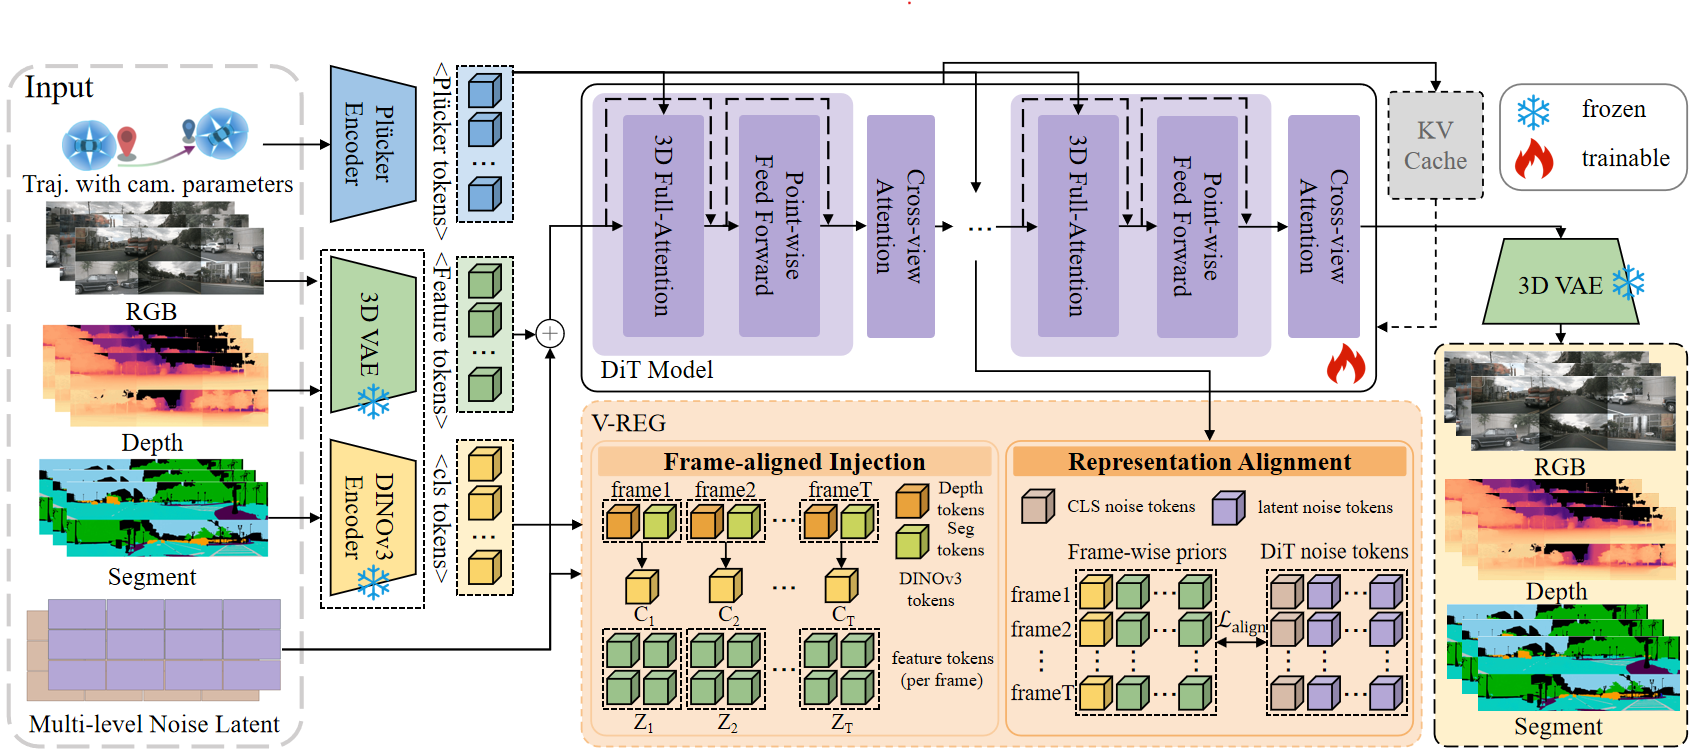 Input
Traj. with cam. parameters
RGB
Depth
Segment
Multi-level Noise Latent
Plücker
Encoder
3D VAE
DINOv3
Encoder
<Plücker tokens>
<Feature tokens>
<cls tokens>
3D Full-Attention
Point-wise
Feed Forward
Cross-view
Attention
...
3D Full-Attention
Point-wise
Feed Forward
Cross-view
Attention
DiT Model
KV
Cache
frozen
trainable
3D VAE
RGB
Depth
Segment
V-REG
Frame-aligned Injection
frame1 frame2 frameT
Depth
tokens
Seg
tokens
...
DINOv3
tokens
...
C1 C2 CT
...
feature tokens
(per frame)
Z1 Z2 ZT
Representation Alignment
CLS noise tokens
latent noise tokens
Frame-wise priors
DiT noise tokens
frame1
frame2
frameT
ℒalign